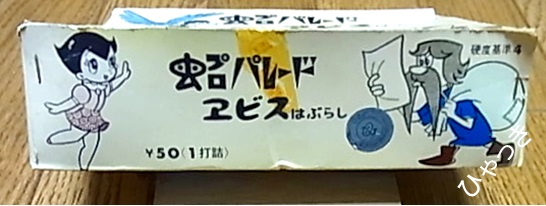 虫プロパレード
硬度基準4
ヱビスはぶらし
¥50(1打詰)
ひゃっき